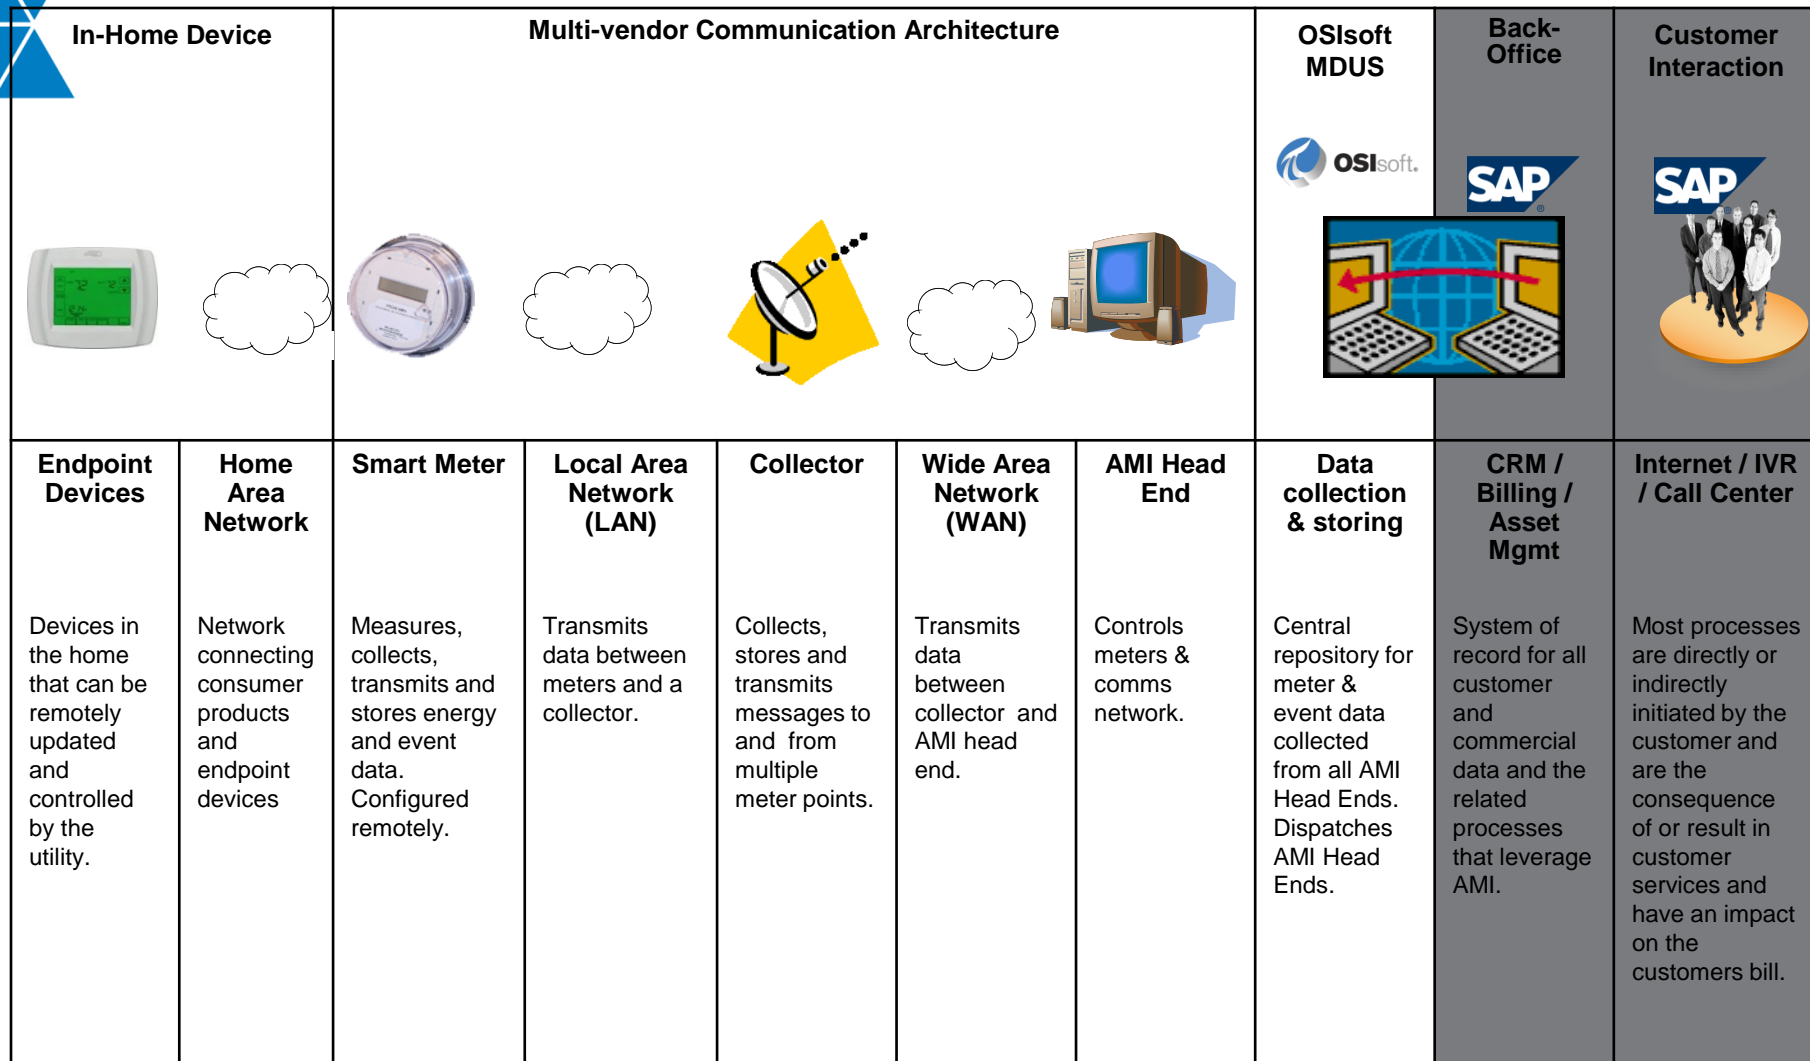 In-Home Device
Multi-vendor Communication Architecture
OSIsoft
MDUS
Back-
Office
Customer
Interaction
OSIsoft.
SAP
®
SAP
®
Endpoint
Devices
Home
Area
Network
Smart Meter
Local Area
Network
(LAN)
Collector
Wide Area
Network
(WAN)
AMI Head
End
Data
collection
& storing
CRM /
Billing /
Asset
Mgmt
Internet / IVR
/ Call Center
Devices in
the home
that can be
remotely
updated
and
controlled
by the
utility.
Network
connecting
consumer
products
and
endpoint
devices
Measures,
collects,
transmits and
stores energy
and event
data.
Configured
remotely.
Transmits
data between
meters and a
collector.
Collects,
stores and
transmits
messages to
and from
multiple
meter points.
Transmits
data
between
collector and
AMI head
end.
Controls
meters &
comms
network.
Central
repository for
meter &
event data
collected
from all AMI
Head Ends.
Dispatches
AMI Head
Ends.
System of
record for all
customer
and
commercial
data and the
related
processes
that leverage
AMI.
Most processes
are directly or
indirectly
initiated by the
customer and
are the
consequence
of or result in
customer
services and
have an impact
on the
customers bill.